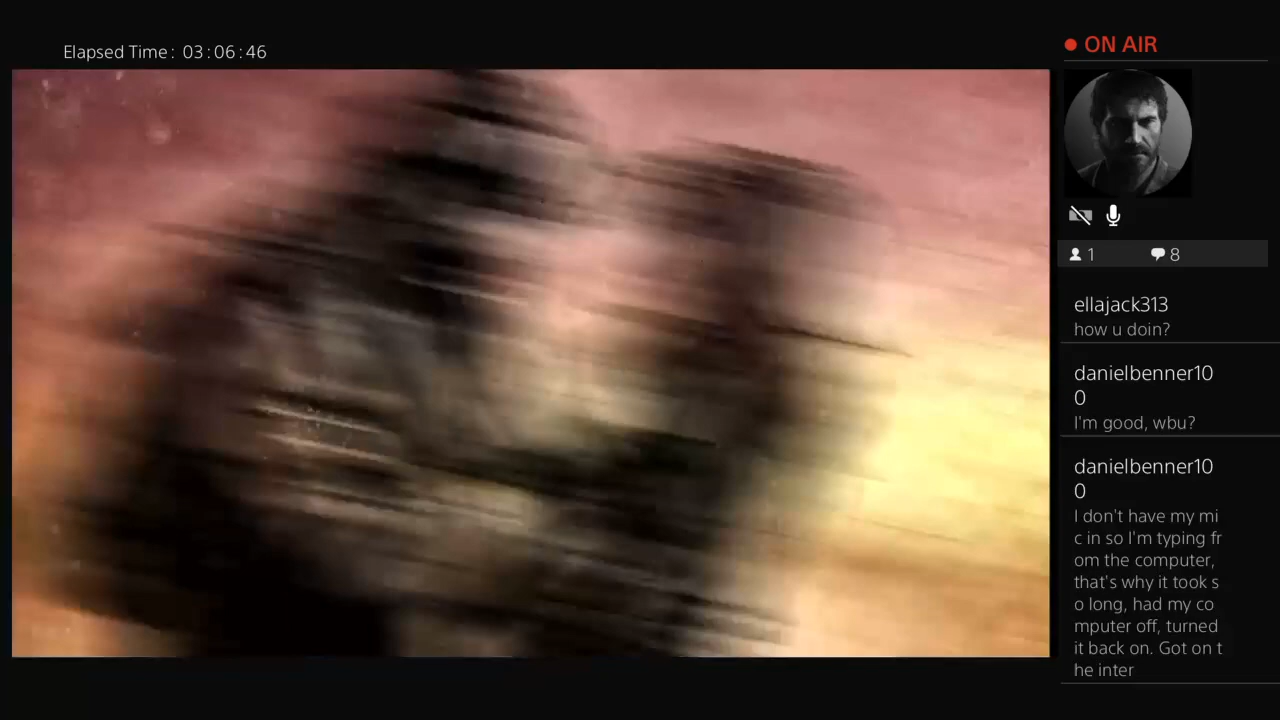 Elapsed Time: 03:06:46
ON AIR
1 8
ellajack313
how u doin?
danielbenner10
0
I'm good, wbu?
danielbenner10
0
I don't have my mi
c in so I'm typing fr
om the computer,
that's why it took s
o long, had my co
mputer off, turned
it back on. Got on t
he inter